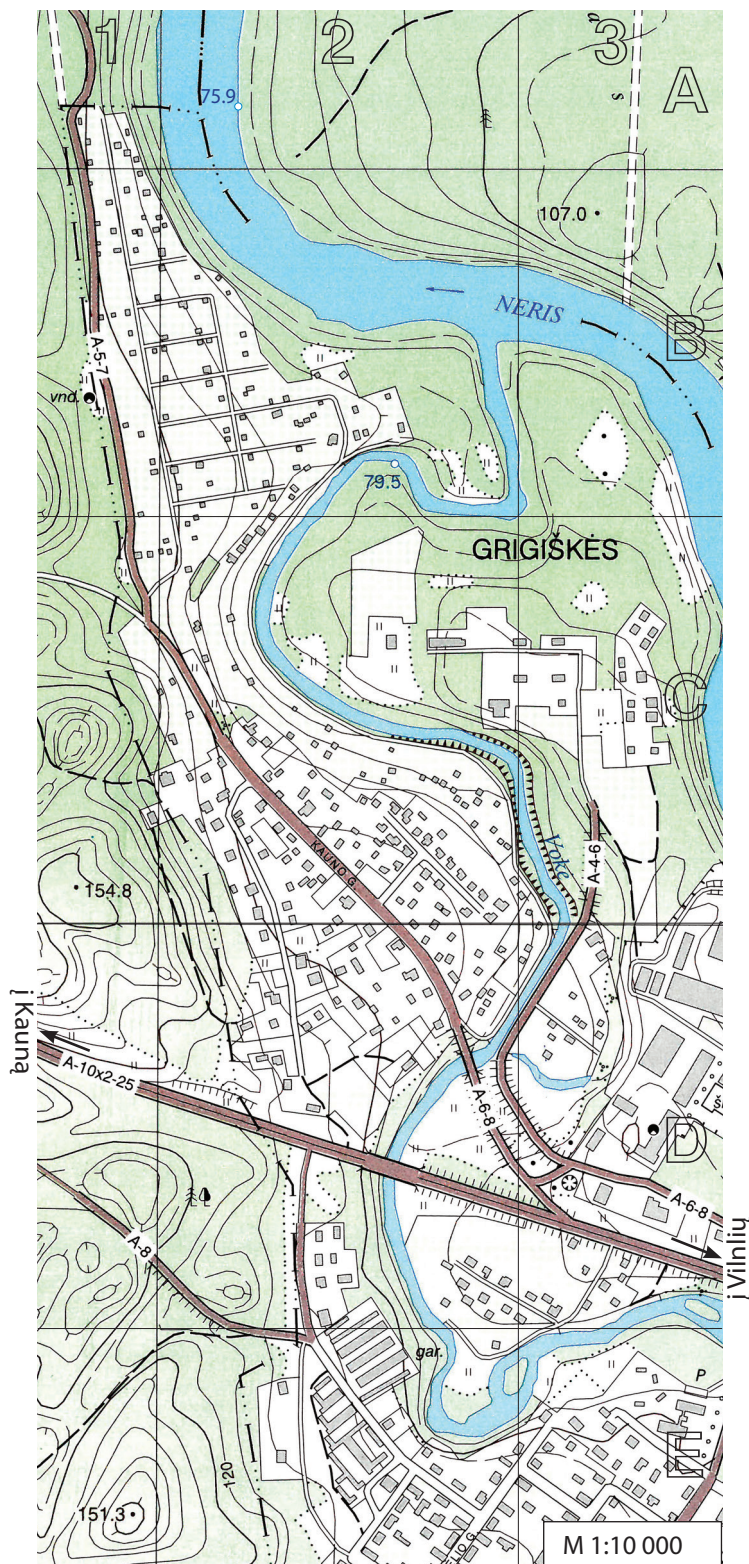 1
2
3
A
a
s
75.9
107.0
NERIS
B
A-5-7
vnd.
79.5
GRIGIŠKĖS
C
KAUNO G.
Vokė
A-4-6
154.8
į Kauną
A-10x2-25
A-6-8
D
A-6-8
A-8
į Vilnių
gar.
P
E
120
151.3
M 1:10 000